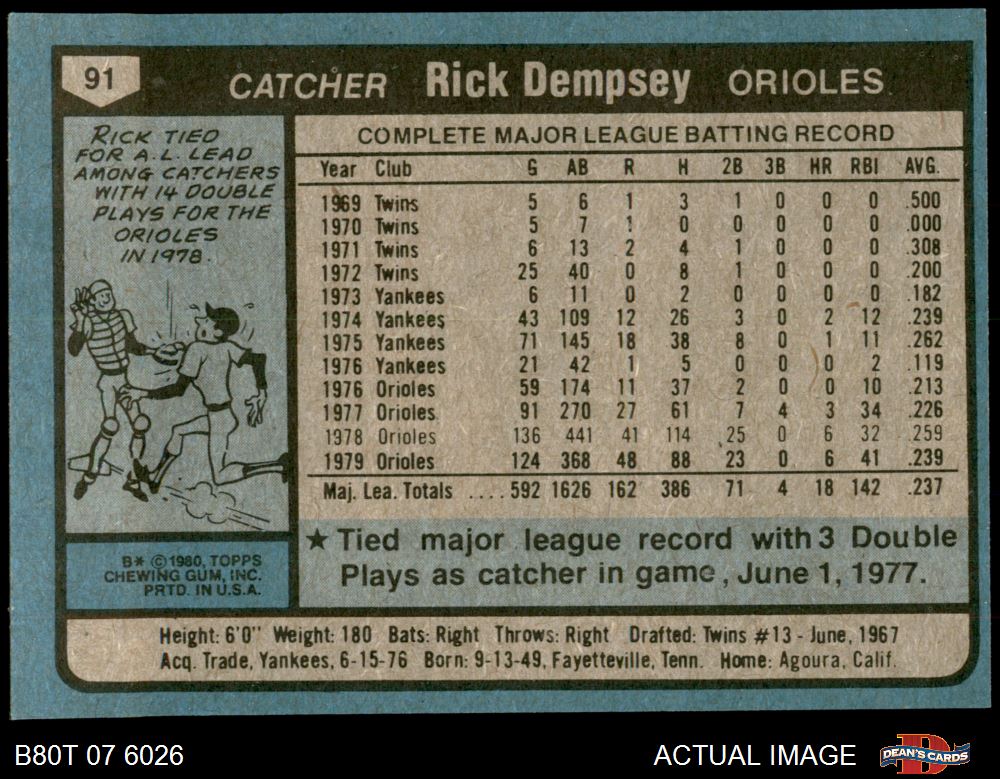 91
CATCHER Rick Dempsey ORIOLES
RICK TIED
FOR A.L. LEAD
AMONG CATCHERS
WITH 14 DOUBLE
PLAYS FOR THE
ORIOLES
IN 1978.
COMPLETE MAJOR LEAGUE BATTING RECORD
Year Club G AB R H 2B 3B HR RBI AVG.
1969 Twins 5 6 1 3 1 0 0 0 .500
1970 Twins 5 7 1 0 0 0 0 0 .000
1971 Twins 6 13 2 4 1 0 0 0 .308
1972 Twins 25 40 0 8 1 0 0 0 .200
1973 Yankees 6 11 0 2 0 0 0 0 .182
1974 Yankees 43 109 12 26 3 0 2 12 .239
1975 Yankees 71 145 18 38 8 0 1 11 .262
1976 Yankees 21 42 1 5 0 0 0 2 .119
1976 Orioles 59 174 11 37 2 0 0 10 .213
1977 Orioles 91 270 27 61 7 4 3 34 .226
1978 Orioles 136 441 41 114 25 0 6 32 .259
1979 Orioles 124 368 48 88 23 0 6 41 .239
Maj. Lea. Totals .... 592 1626 162 386 71 4 18 142 .237
★ Tied major league record with 3 Double
Plays as catcher in game, June 1, 1977.
B* ©1980, TOPPS
CHEWING GUM, INC.
PRTD. IN U.S.A.
Height: 6'0" Weight: 180 Bats: Right Throws: Right Drafted: Twins #13 - June, 1967
Acq. Trade, Yankees, 6-15-76 Born: 9-13-49, Fayetteville, Tenn. Home: Agoura, Calif.
B80T 07 6026 ACTUAL IMAGE DEAN'S CARDS